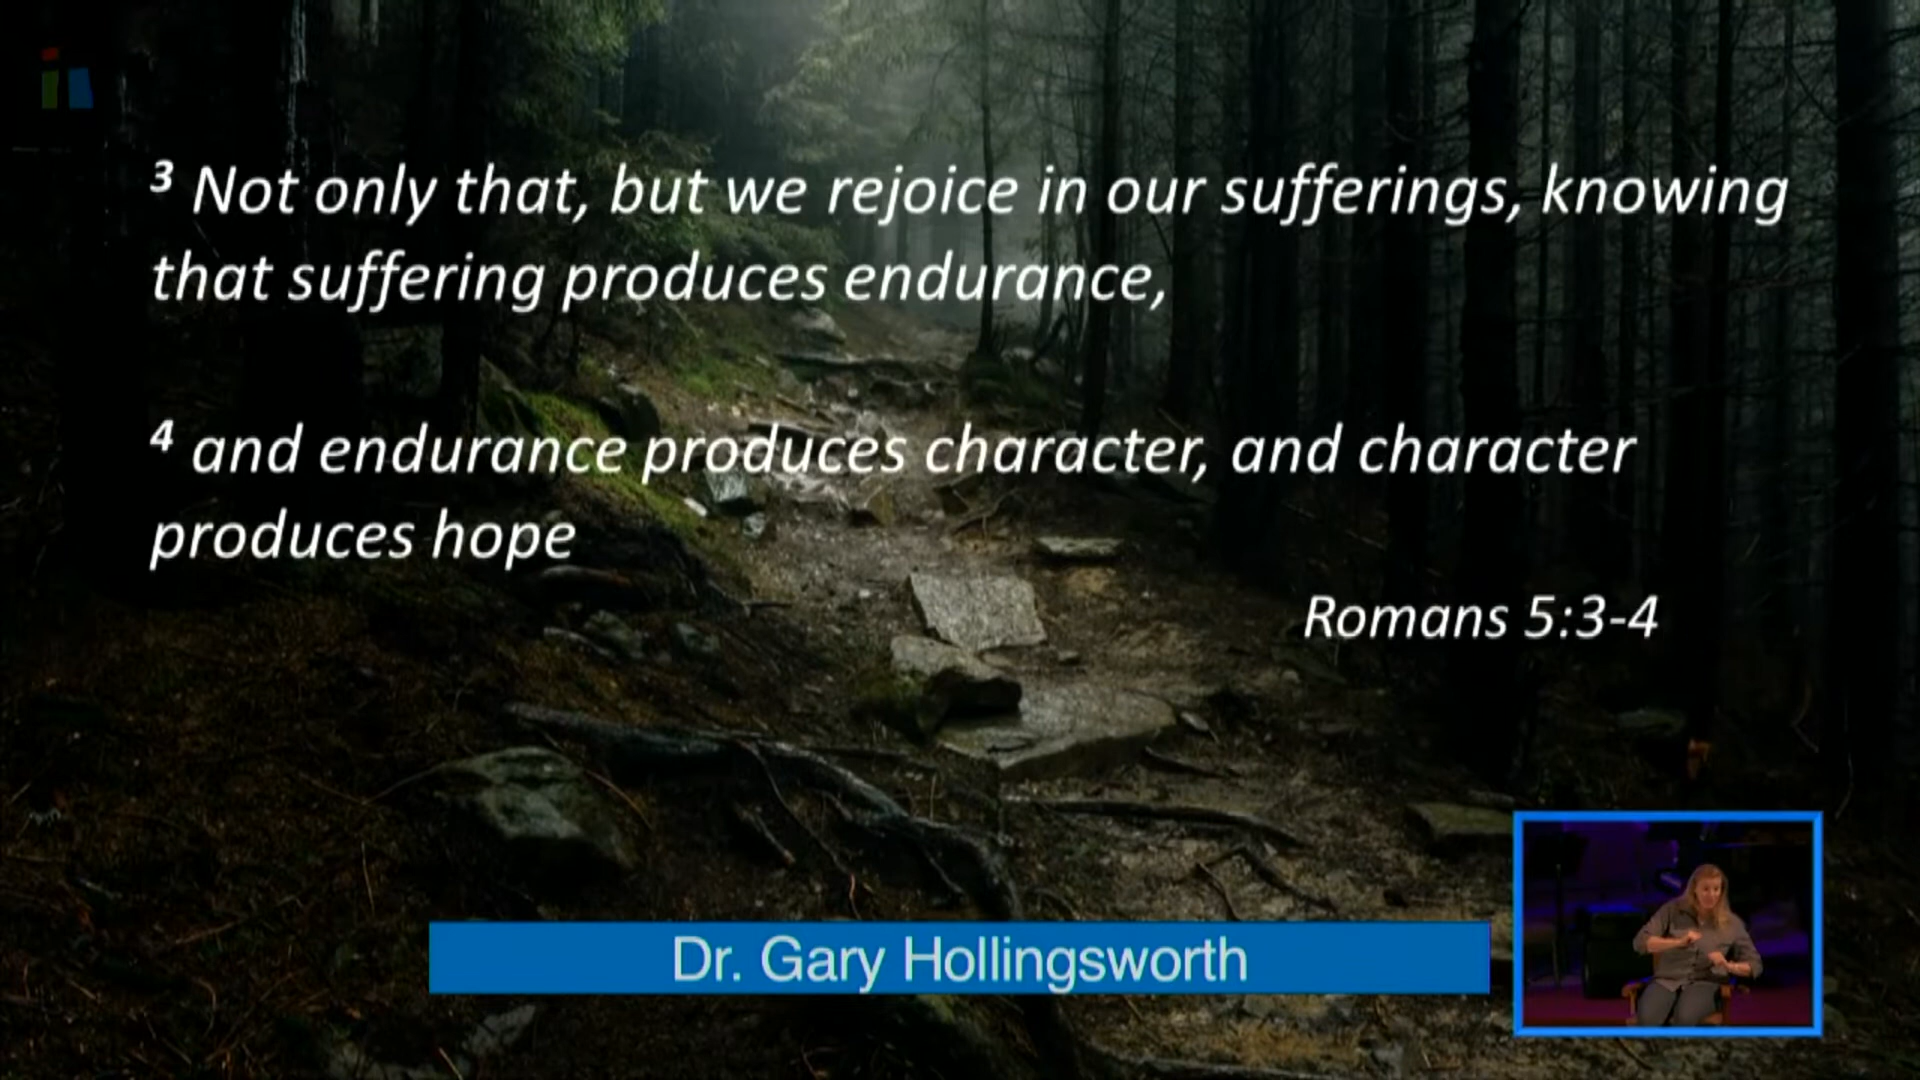 ³ Not only that, but we rejoice in our sufferings, knowing
that suffering produces endurance,
⁴ and endurance produces character, and character
produces hope
Romans 5:3-4
Dr. Gary Hollingsworth